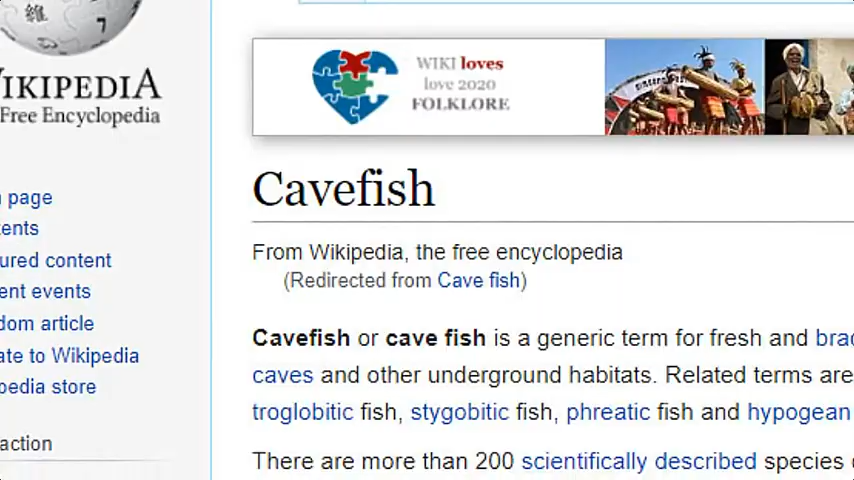 WIKI loves
love 2020
FOLKLORE
WIKIPEDIA
Free Encyclopedia
Cavefish
From Wikipedia, the free encyclopedia
(Redirected from Cave fish)
page
ents
ured content
ent events
dom article
ate to Wikipedia
pedia store
action
Cavefish or cave fish is a generic term for fresh and brac
caves and other underground habitats. Related terms are
troglobitic fish, stygobitic fish, phreatic fish and hypogean
There are more than 200 scientifically described species